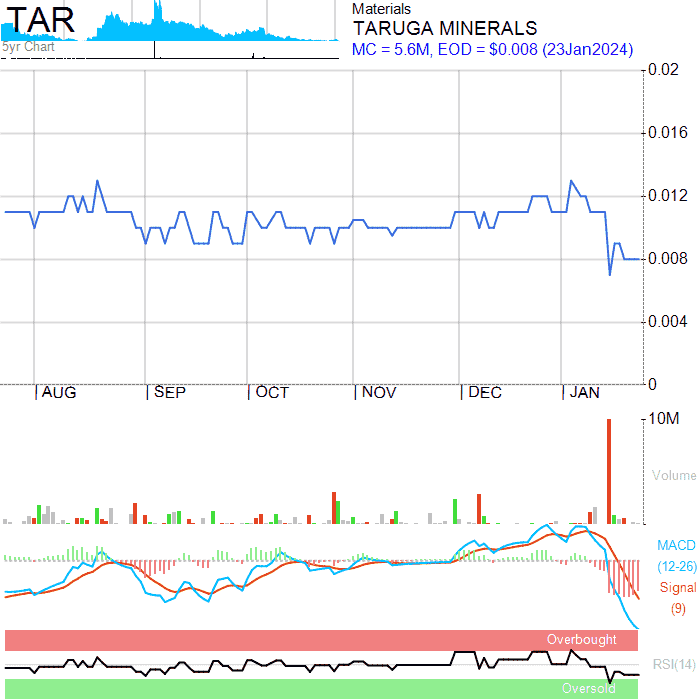 TAR
5yr Chart
Materials
TARUGA MINERALS
MC = 5.6M, EOD = $0.008 (23Jan2024)
0.02
0.016
0.012
0.008
0.004
0
AUG SEP OCT NOV DEC JAN
10M
Volume
MACD
(12-26)
Signal
(9)
Overbought
RSI(14)
Oversold